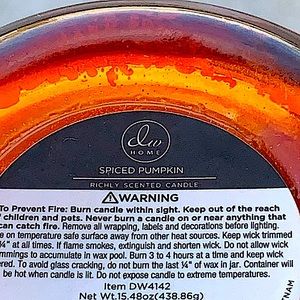 dw
HOME
SPICED PUMPKIN
RICHLY SCENTED CANDLE
⚠WARNING
To Prevent Fire: Burn candle within sight. Keep out of the reach
children and pets. Never burn a candle on or near anything that
can catch fire. Remove all wrapping, labels and decorations before lighting.
on temperature safe surface away from other heat sources. Keep wick trimmed
¼" at all times. If flame smokes, extinguish and shorten wick. Do not allow wick
mmings to accumulate in wax pool. Burn 3 to 4 hours at a time and keep wick
red. To avoid glass cracking, do not burn the last ¼" of wax in jar. Container will
be hot when candle is lit. Do not expose candle to extreme temperatures.
Item DW4142
Net Wt.15.48oz(438.86g)